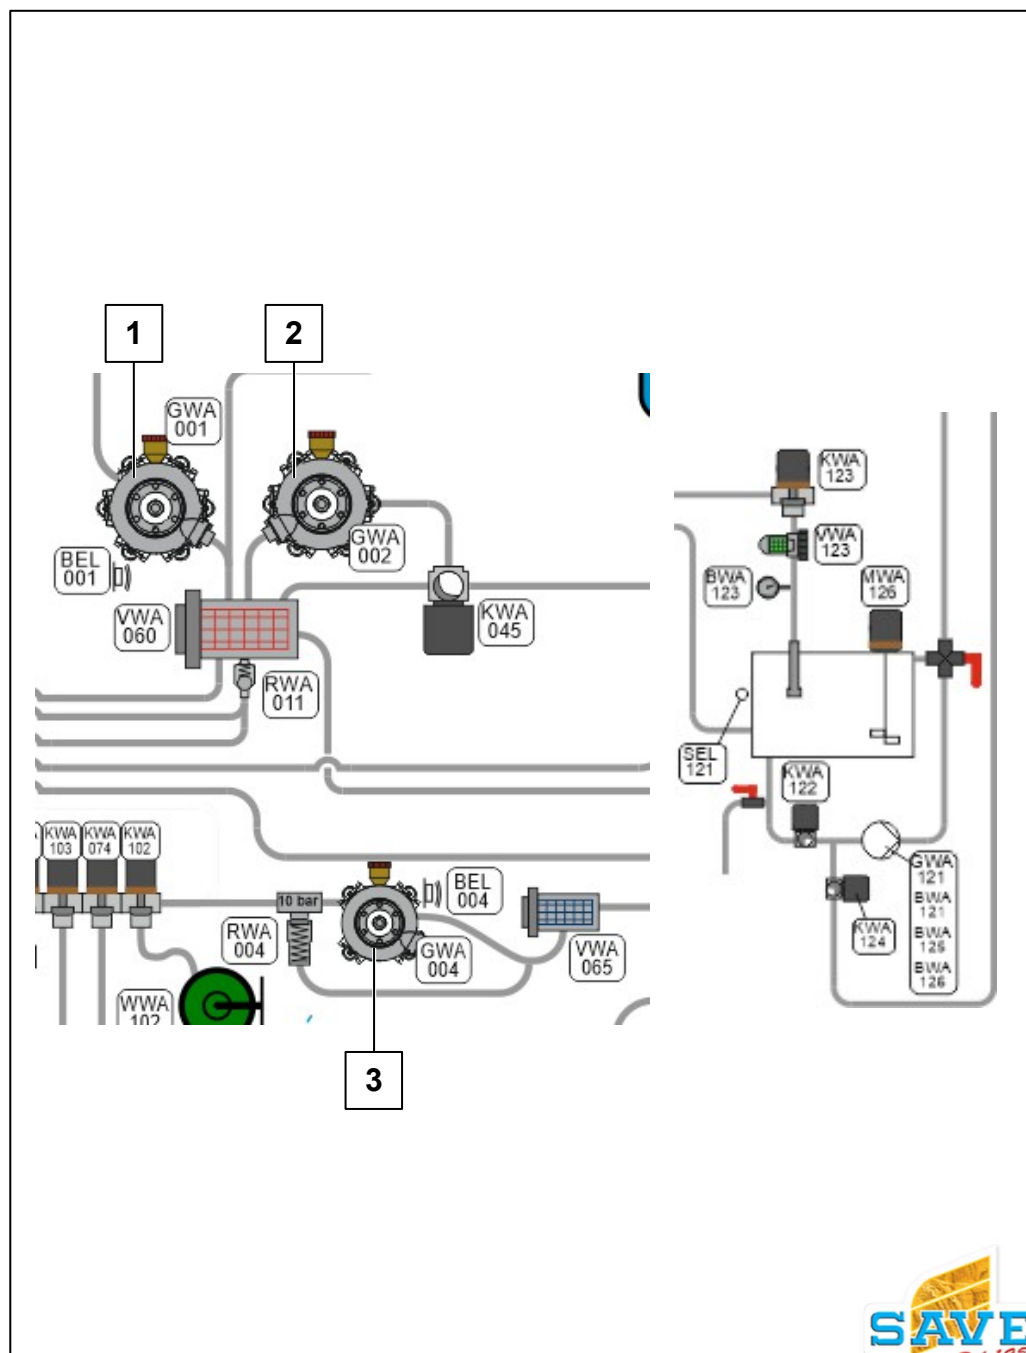 1
2
GWA
001
GWA
002
BEL
001
VWA
060
KWA
045
RWA
011
KWA
123
VWA
123
BWA
123
MWA
126
SEL
121
KWA
122
GWA
121
BWA
121
BWA
125
BWA
126
KWA
124
KWA
103
KWA
074
KWA
102
10 bar
BEL
004
RWA
004
GWA
004
VWA
065
WWA
102
3
SAVE